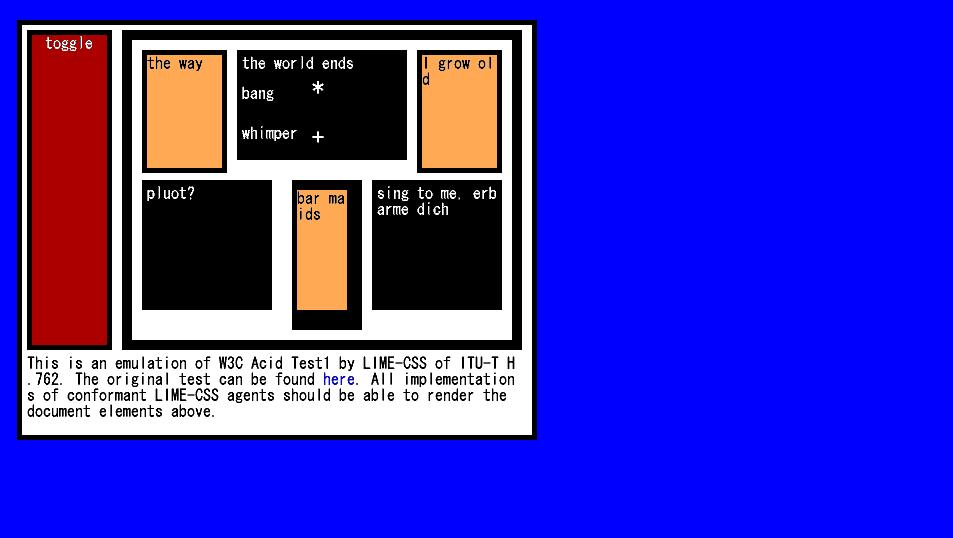 toggle
the way
the world ends
bang *
whimper +
I grow ol
d
pluot?
bar ma
ids
sing to me, erb
arme dich
This is an emulation of W3C Acid Test1 by LIME-CSS of ITU-T H
.762. The original test can be found here. All implementation
s of conformant LIME-CSS agents should be able to render the
document elements above.